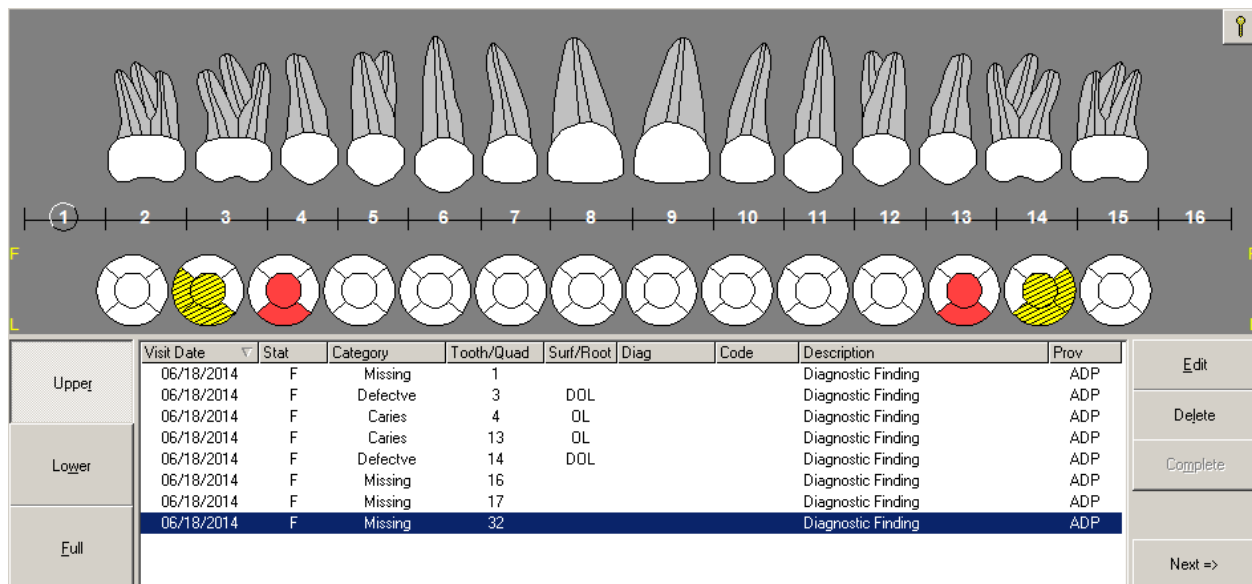 1 2 3 4 5 6 7 8 9 10 11 12 13 14 15 16
F
L
Upper
Lower
Full
Visit Date Stat Category Tooth/Quad Surf/Root Diag Code Description Prov
06/18/2014 F Missing 1 Diagnostic Finding ADP
06/18/2014 F Defectve 3 DOL Diagnostic Finding ADP
06/18/2014 F Caries 4 OL Diagnostic Finding ADP
06/18/2014 F Caries 13 OL Diagnostic Finding ADP
06/18/2014 F Defectve 14 DOL Diagnostic Finding ADP
06/18/2014 F Missing 16 Diagnostic Finding ADP
06/18/2014 F Missing 17 Diagnostic Finding ADP
06/18/2014 F Missing 32 Diagnostic Finding ADP
Edit
Delete
Complete
Next =>